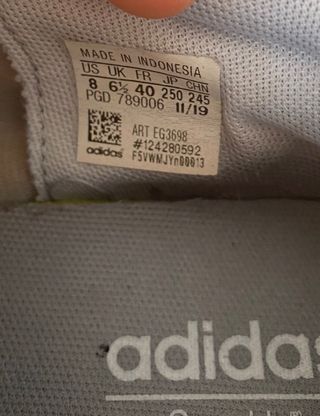 MADE IN INDONESIA
US UK FR JP CHN
8 6½ 40 250 245
PGD 789006 11/19
ART EG3698
#124280592
adidas F5VWMJYn00013
adidas